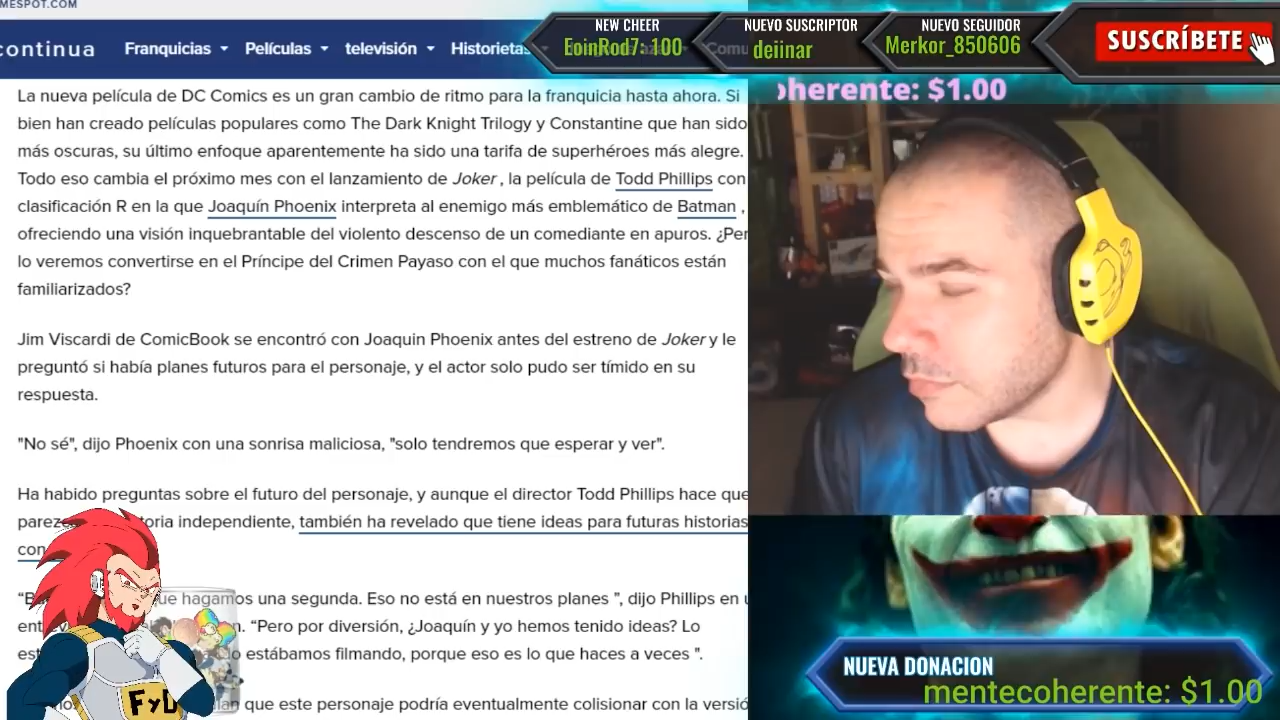 MESPOT.COM
continua Franquicias Películas televisión Historietas
NEW CHEER
EoinRod7: 100
NUEVO SUSCRIPTOR
deiinar
NUEVO SEGUIDOR
Merkor_850606
SUSCRÍBETE
oherente: $1.00
La nueva película de DC Comics es un gran cambio de ritmo para la franquicia hasta ahora. Si
bien han creado películas populares como The Dark Knight Trilogy y Constantine que han sido
más oscuras, su último enfoque aparentemente ha sido una tarifa de superhéroes más alegre.
Todo eso cambia el próximo mes con el lanzamiento de Joker , la película de Todd Phillips con
clasificación R en la que Joaquín Phoenix interpreta al enemigo más emblemático de Batman ,
ofreciendo una visión inquebrantable del violento descenso de un comediante en apuros. ¿Per
lo veremos convertirse en el Príncipe del Crimen Payaso con el que muchos fanáticos están
familiarizados?
Jim Viscardi de ComicBook se encontró con Joaquin Phoenix antes del estreno de Joker y le
preguntó si había planes futuros para el personaje, y el actor solo pudo ser tímido en su
respuesta.
"No sé", dijo Phoenix con una sonrisa maliciosa, "solo tendremos que esperar y ver".
Ha habido preguntas sobre el futuro del personaje, y aunque el director Todd Phillips hace que
parez toria independiente, también ha revelado que tiene ideas para futuras historias
con
ue hagamos una segunda. Eso no está en nuestros planes ", dijo Phillips en u
“Pero por diversión, ¿Joaquín y yo hemos tenido ideas? Lo
estábamos filmando, porque eso es lo que haces a veces ".
que este personaje podría eventualmente colisionar con la versió
FyD
NUEVA DONACION
mentecoherente: $1.00